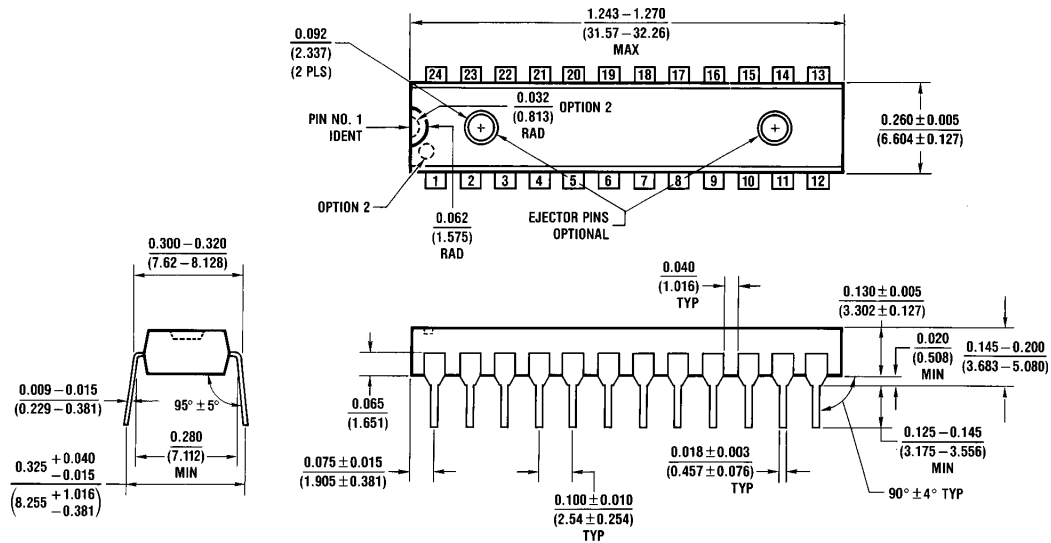 1.243 – 1.270
(31.57 – 32.26)
MAX
0.092
(2.337)
(2 PLS)
24 23 22 21 20 19 18 17 16 15 14 13
0.032
(0.813)
RAD
OPTION 2
PIN NO. 1
IDENT
0.260 ± 0.005
(6.604 ± 0.127)
1 2 3 4 5 6 7 8 9 10 11 12
OPTION 2
0.062
(1.575)
RAD
EJECTOR PINS
OPTIONAL
0.300 – 0.320
(7.62 – 8.128)
0.009 – 0.015
(0.229 – 0.381)
95° ± 5°
0.280
(7.112)
MIN
0.325 +0.040
−0.015
(8.255 +1.016
−0.381)
0.040
(1.016)
TYP
0.130 ± 0.005
(3.302 ± 0.127)
0.020
(0.508)
MIN
0.145 – 0.200
(3.683 – 5.080)
0.065
(1.651)
0.075 ± 0.015
(1.905 ± 0.381)
0.100 ± 0.010
(2.54 ± 0.254)
TYP
0.018 ± 0.003
(0.457 ± 0.076)
TYP
0.125 – 0.145
(3.175 – 3.556)
MIN
90° ± 4° TYP